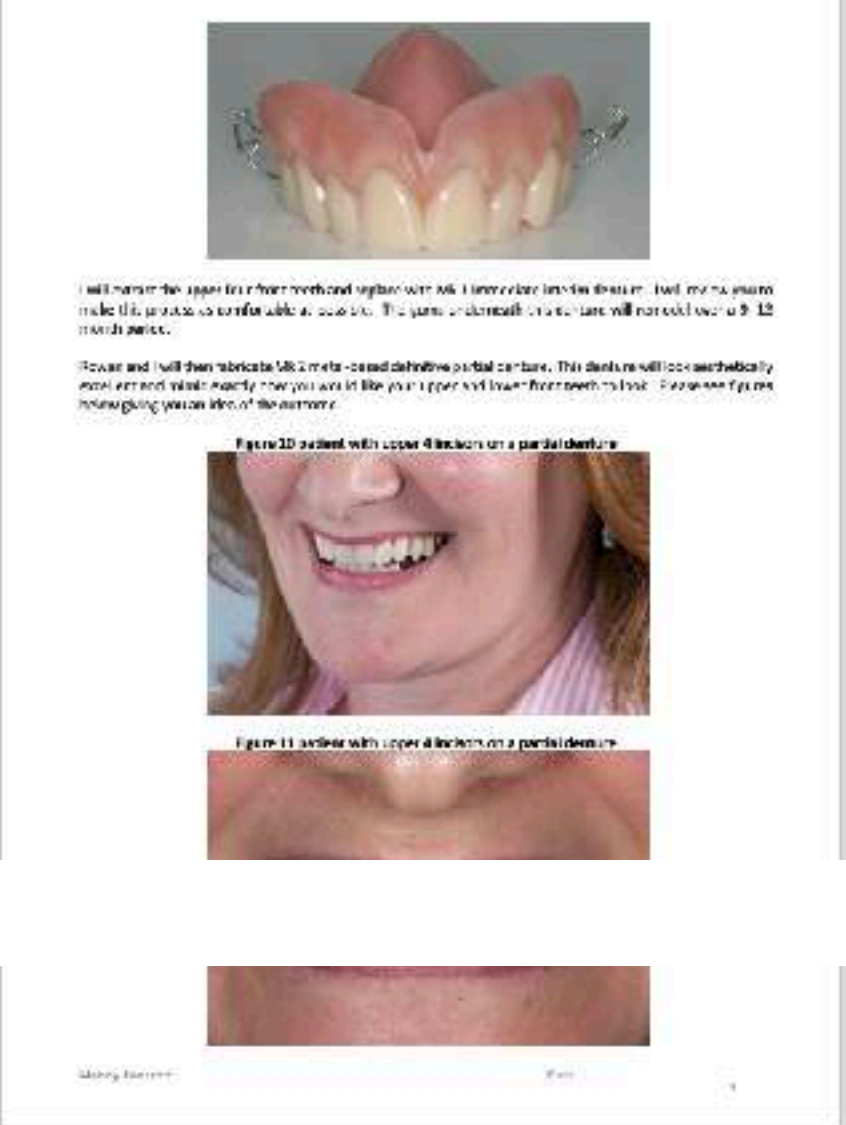 I will extract the upper four front teeth and replace with Mk 1 immediate interim denture. I will review you to
make this process as comfortable as possible. The gums underneath this denture will remodel over a 9-12
month period.
Rowan and I will then fabricate Mk 2 metal-based definitive partial denture. This denture will look aesthetically
excellent and mimic exactly how you would like your upper and lower front teeth to look. Please see figures
below giving you an idea of the outcome.
Figure 10 patient with upper 4 incisors on a partial denture
Figure 11 patient with upper 4 incisors on a partial denture